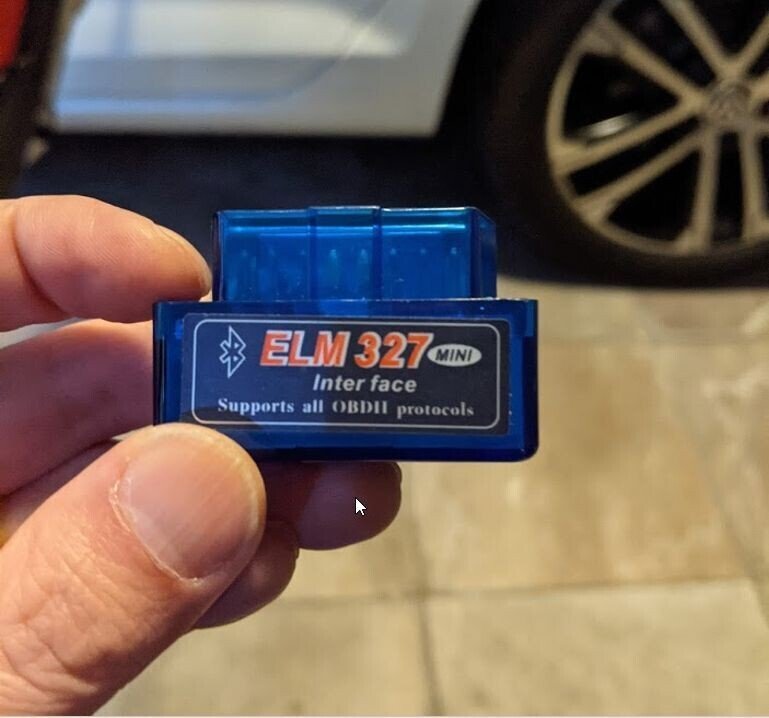 ELM 327 MINI
Inter face
Supports all OBDII protocols